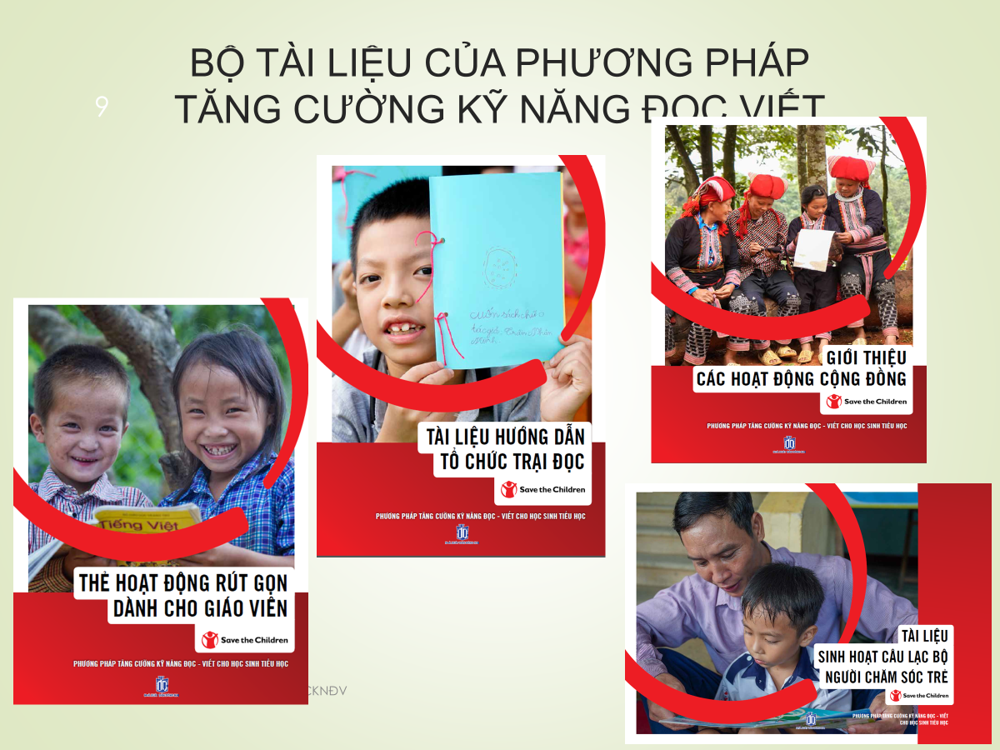 BỘ TÀI LIỆU CỦA PHƯƠNG PHÁP
TĂNG CƯỜNG KỸ NĂNG ĐỌC VIẾT
9
GIỚI THIỆU
CÁC HOẠT ĐỘNG CỘNG ĐỒNG
Save the Children
PHƯƠNG PHÁP TĂNG CƯỜNG KỸ NĂNG ĐỌC - VIẾT CHO HỌC SINH TIỂU HỌC
TÀI LIỆU HƯỚNG DẪN
TỔ CHỨC TRẠI ĐỌC
Save the Children
PHƯƠNG PHÁP TĂNG CƯỜNG KỸ NĂNG ĐỌC - VIẾT CHO HỌC SINH TIỂU HỌC
Tiếng Việt
THẺ HOẠT ĐỘNG RÚT GỌN
DÀNH CHO GIÁO VIÊN
Save the Children
PHƯƠNG PHÁP TĂNG CƯỜNG KỸ NĂNG ĐỌC - VIẾT CHO HỌC SINH TIỂU HỌC
CKNĐV
TÀI LIỆU
SINH HOẠT CÂU LẠC BỘ
NGƯỜI CHĂM SÓC TRẺ
Save the Children
PHƯƠNG PHÁP TĂNG CƯỜNG KỸ NĂNG ĐỌC - VIẾT
CHO HỌC SINH TIỂU HỌC